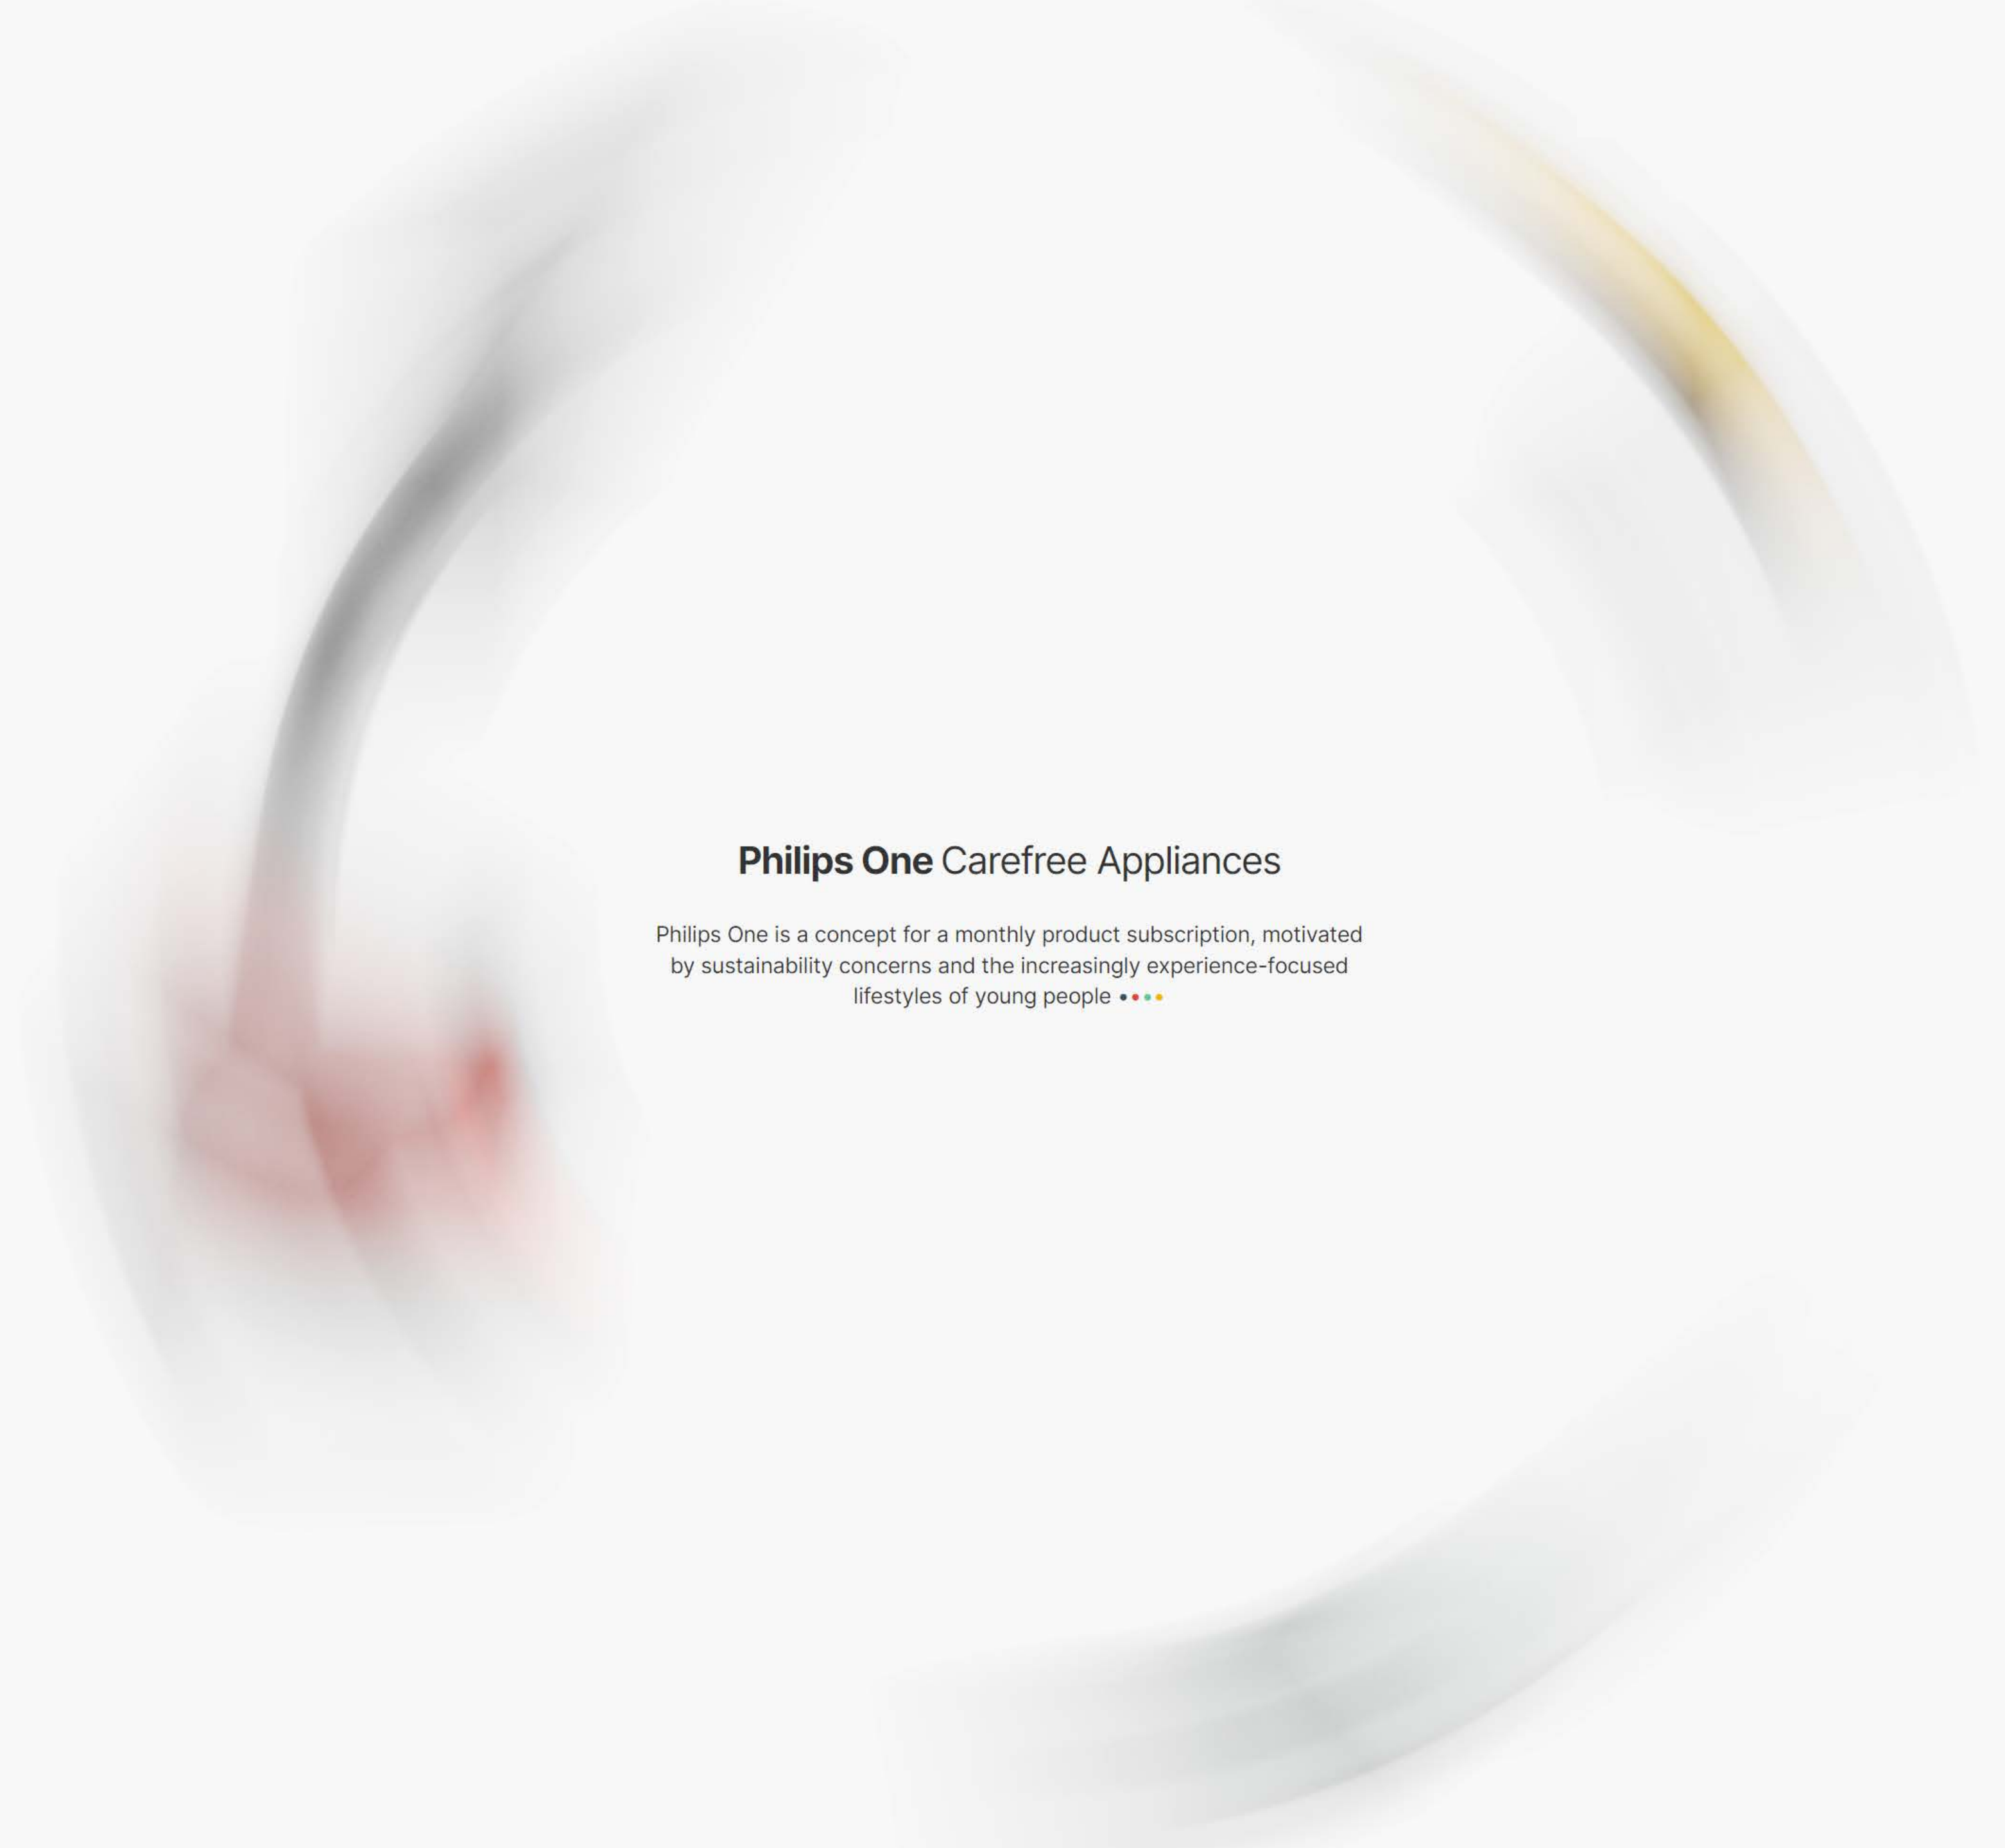 Philips One Carefree Appliances
Philips One is a concept for a monthly product subscription, motivated
by sustainability concerns and the increasingly experience-focused
lifestyles of young people